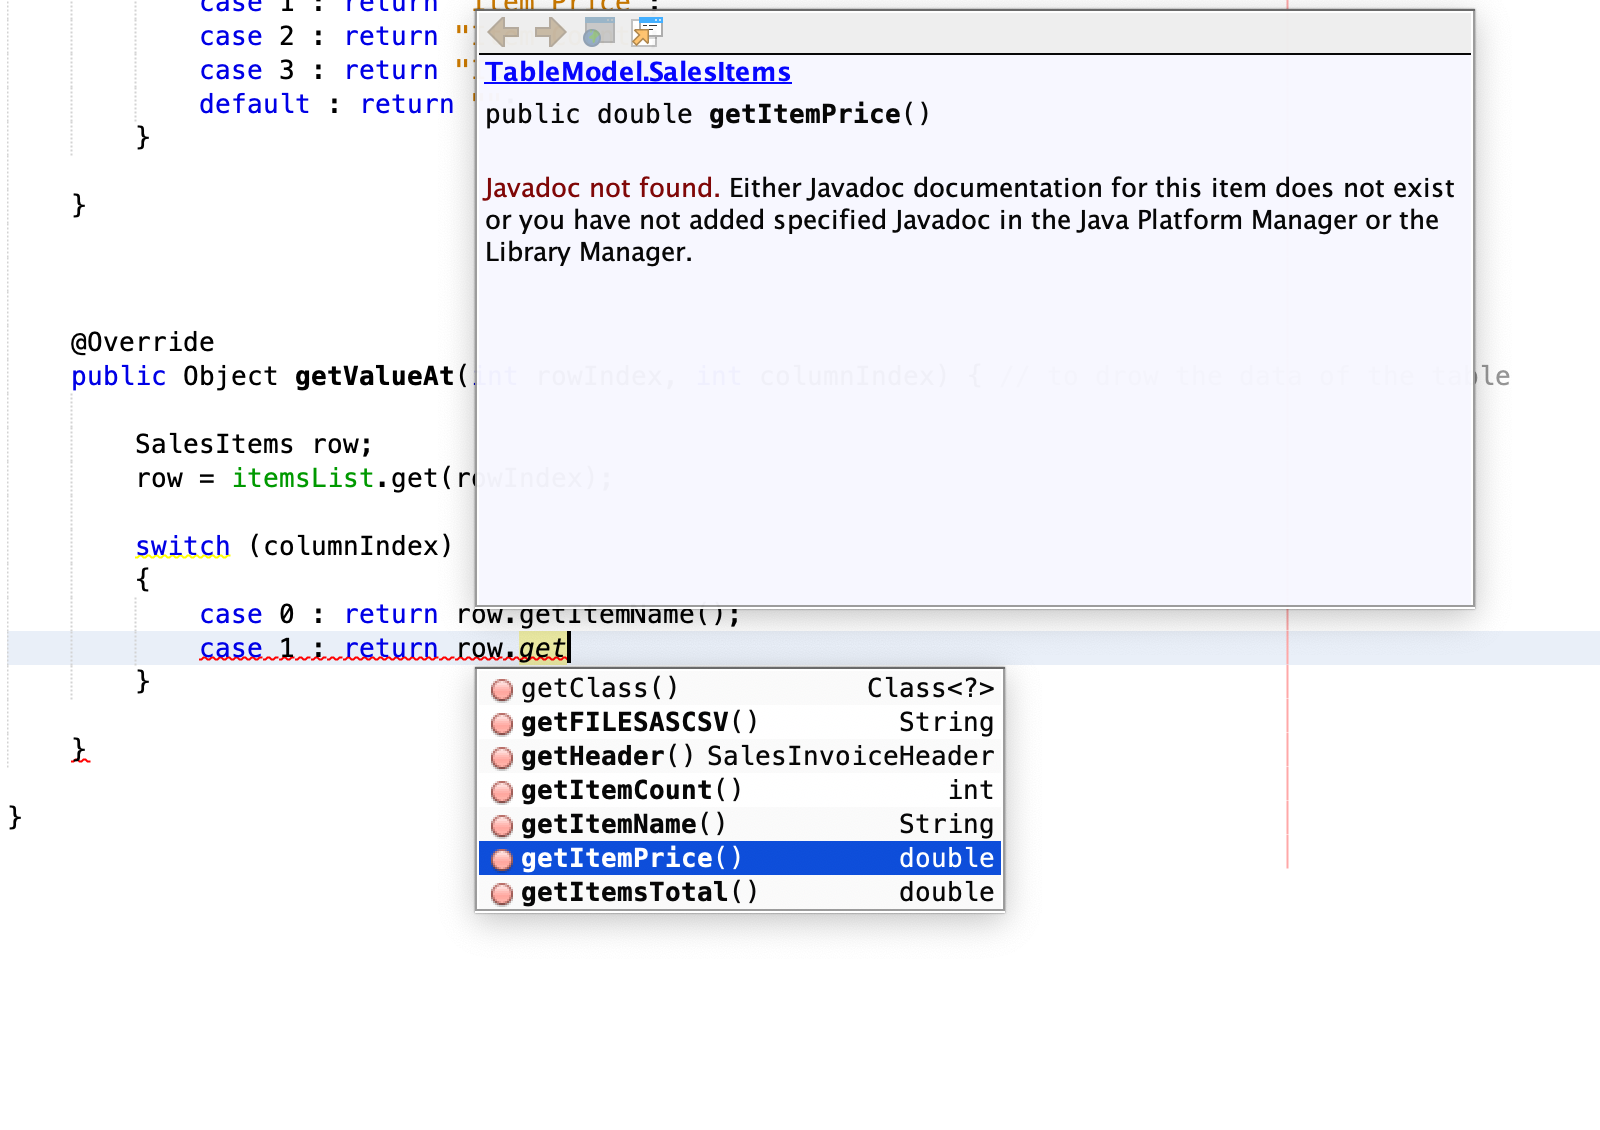 case 1 : return "Item Price";
case 2 : return "
case 3 : return "
default : return "
}
}
TableModel.SalesItems
public double getItemPrice()
Javadoc not found. Either Javadoc documentation for this item does not exist
or you have not added specified Javadoc in the Java Platform Manager or the
Library Manager.
@Override
public Object getValueAt(int rowIndex, int columnIndex) { // to drow the data of the table
SalesItems row;
row = itemsList.get(rowIndex);
switch (columnIndex)
{
case 0 : return row.getItemName();
case 1 : return row.get
}
}
}
getClass() Class<?>
getFILESASCSV() String
getHeader() SalesInvoiceHeader
getItemCount() int
getItemName() String
getItemPrice() double
getItemsTotal() double